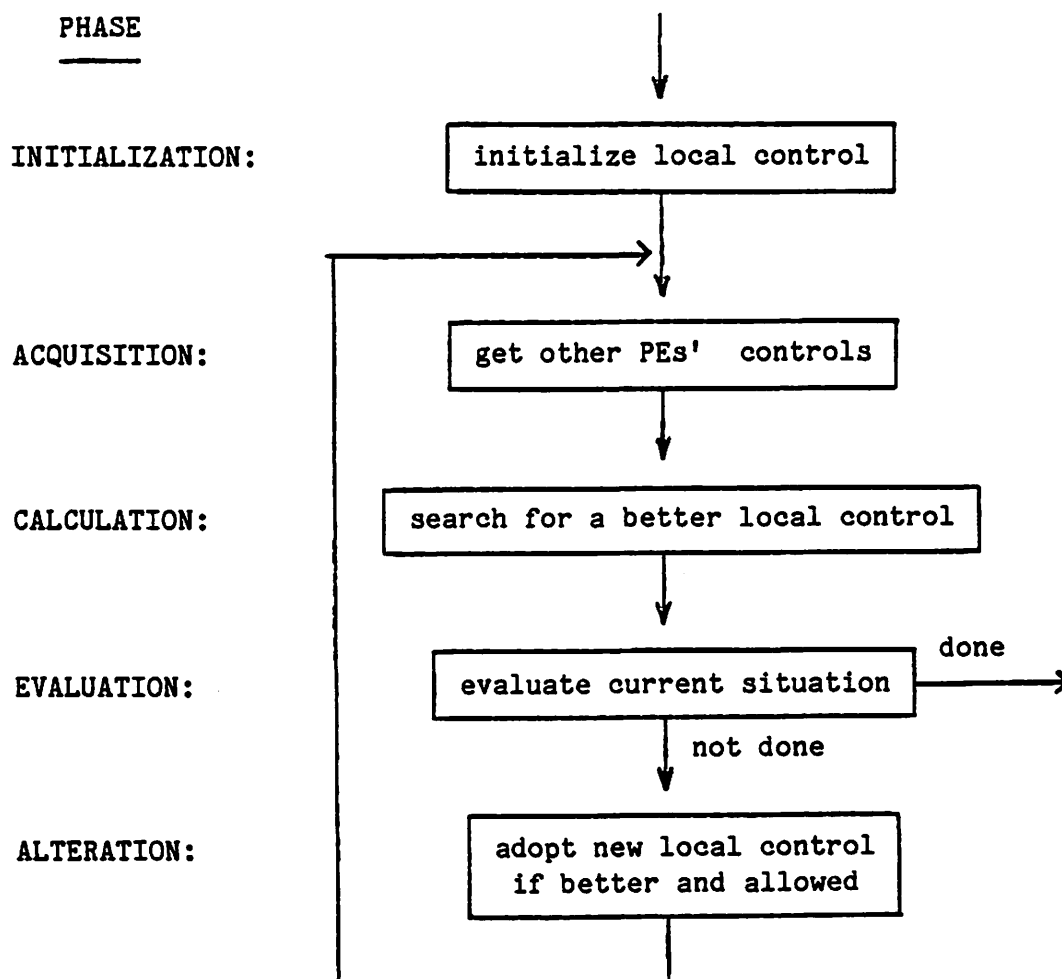 PHASE
INITIALIZATION:
initialize local control
ACQUISITION:
get other PEs' controls
CALCULATION:
search for a better local control
EVALUATION:
evaluate current situation
done
not done
ALTERATION:
adopt new local control
if better and allowed